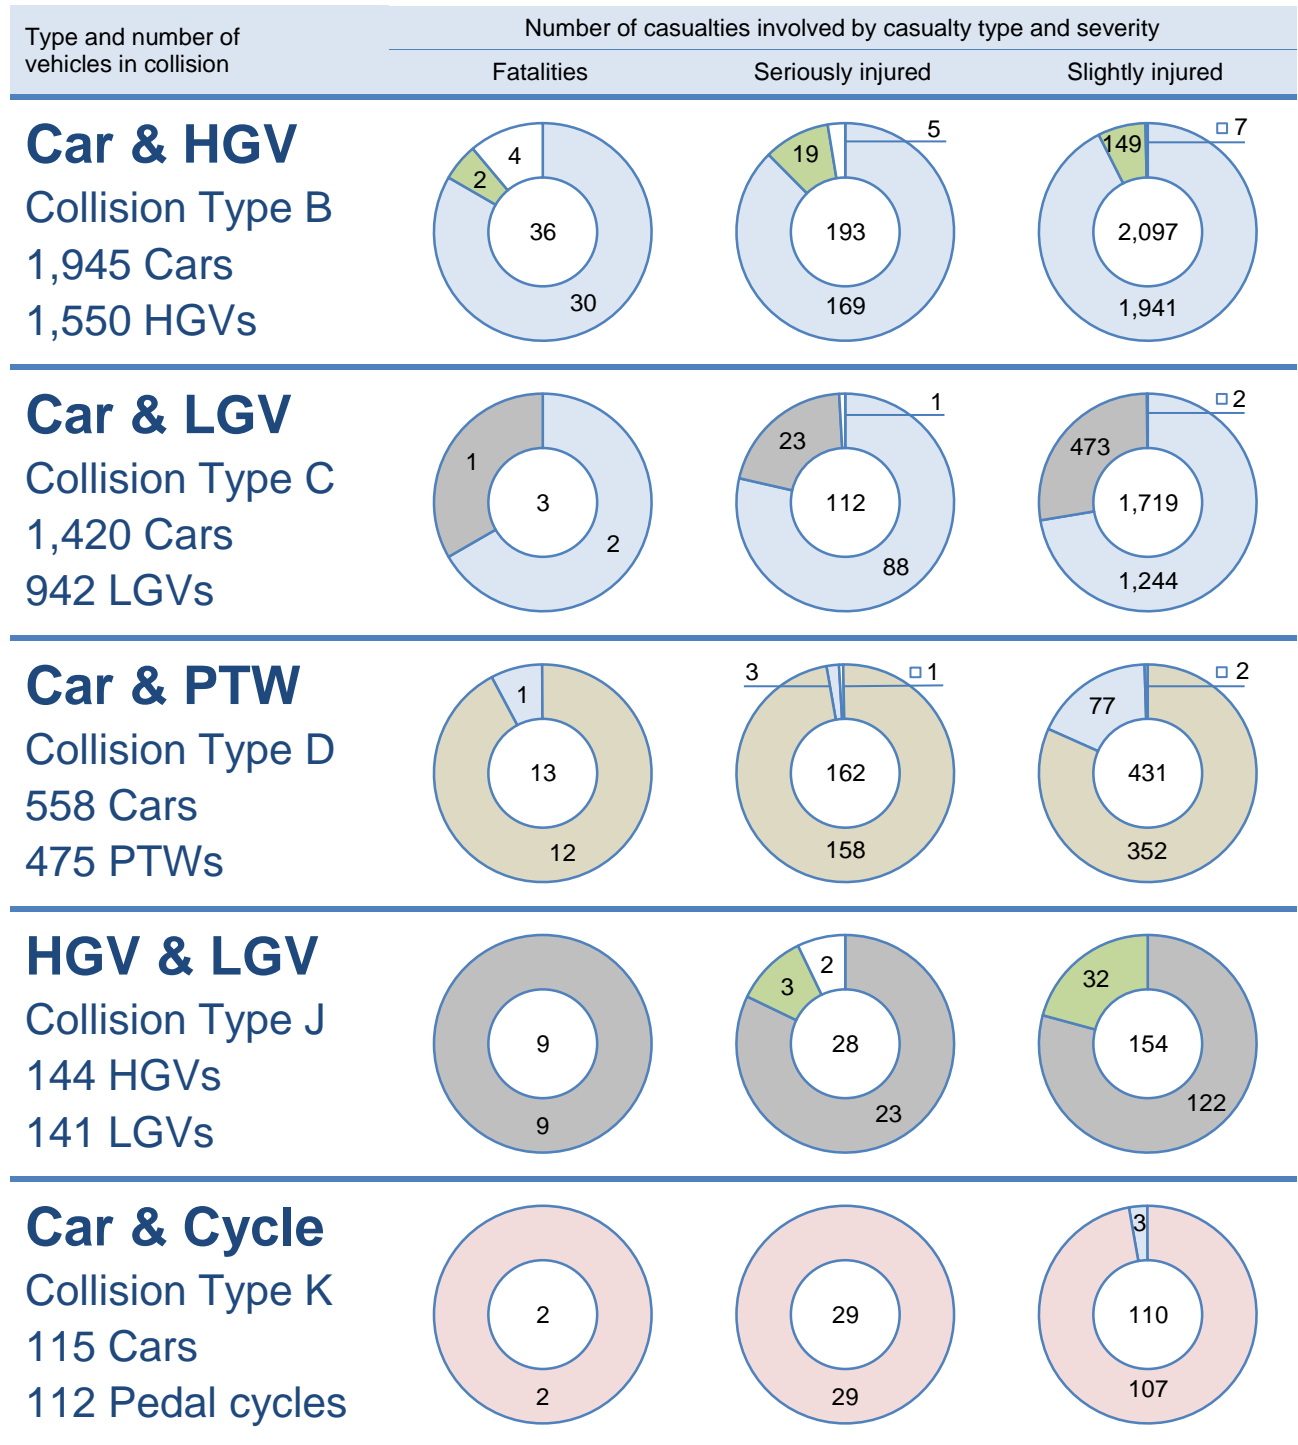 Type and number of
vehicles in collision
Number of casualties involved by casualty type and severity
Fatalities
Seriously injured
Slightly injured
Car & HGV
Collision Type B
1,945 Cars
1,550 HGVs
4
2
36
30
5
19
193
169
7
149
2,097
1,941
Car & LGV
Collision Type C
1,420 Cars
942 LGVs
1
3
2
1
23
112
88
2
473
1,719
1,244
Car & PTW
Collision Type D
558 Cars
475 PTWs
1
13
12
3
1
162
158
2
77
431
352
HGV & LGV
Collision Type J
144 HGVs
141 LGVs
9
9
2
3
28
23
32
154
122
Car & Cycle
Collision Type K
115 Cars
112 Pedal cycles
2
2
29
29
3
110
107